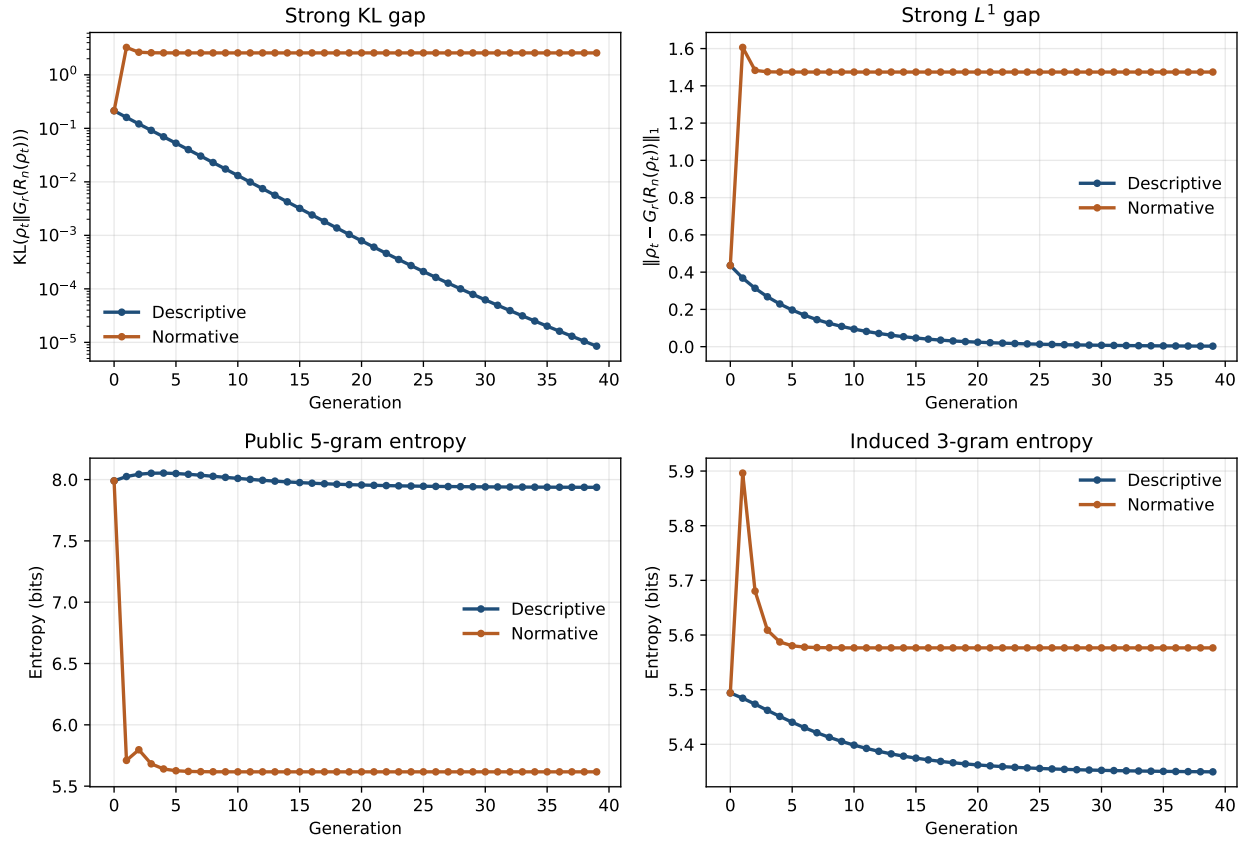 Strong KL gap
KL(ρ_t‖G_r(R_n(ρ_t)))
10⁰
10⁻¹
10⁻²
10⁻³
10⁻⁴
10⁻⁵
Descriptive
Normative
0 5 10 15 20 25 30 35 40
Generation
Strong L¹ gap
‖ρ_t − G_r(R_n(ρ_t))‖₁
1.6
1.4
1.2
1.0
0.8
0.6
0.4
0.2
0.0
Descriptive
Normative
0 5 10 15 20 25 30 35 40
Generation
Public 5-gram entropy
Entropy (bits)
8.0
7.5
7.0
6.5
6.0
5.5
Descriptive
Normative
0 5 10 15 20 25 30 35 40
Generation
Induced 3-gram entropy
Entropy (bits)
5.9
5.8
5.7
5.6
5.5
5.4
Descriptive
Normative
0 5 10 15 20 25 30 35 40
Generation